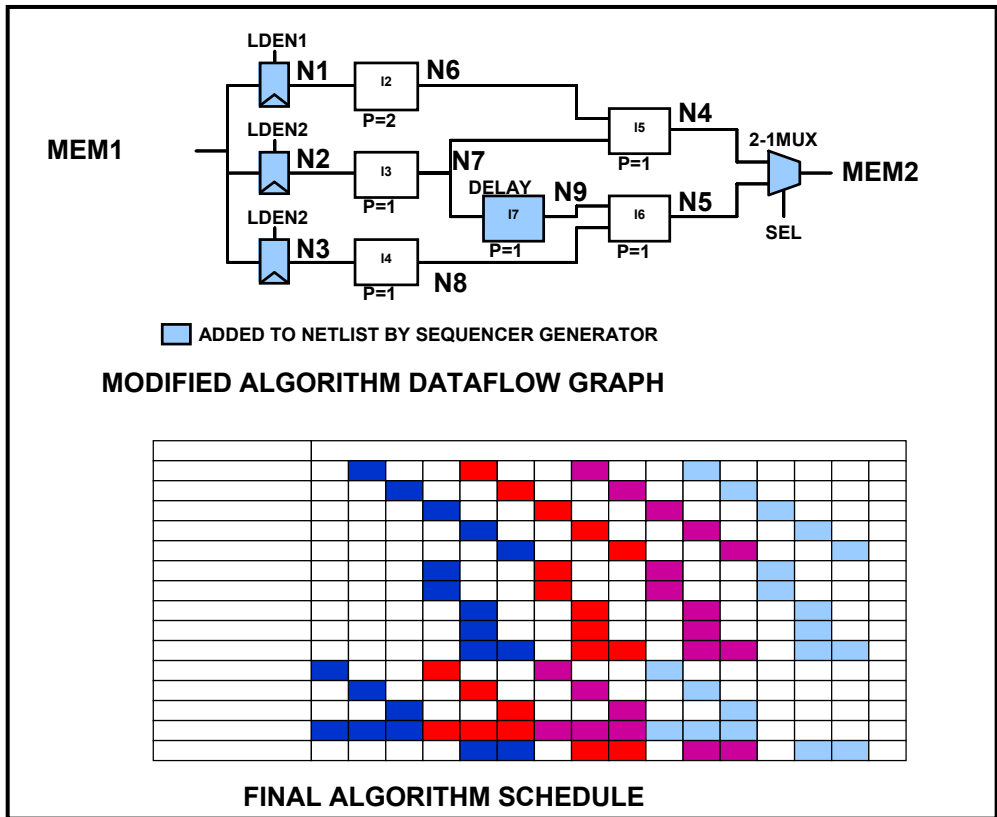 LDEN1
N1
I2
N6
P=2
MEM1
LDEN2
N2
I3
N7
P=1
DELAY
I7
P=1
N9
LDEN2
N3
I4
P=1
N8
I5
P=1
N4
I6
P=1
N5
2-1MUX
MEM2
SEL
ADDED TO NETLIST BY SEQUENCER GENERATOR
MODIFIED ALGORITHM DATAFLOW GRAPH
FINAL ALGORITHM SCHEDULE